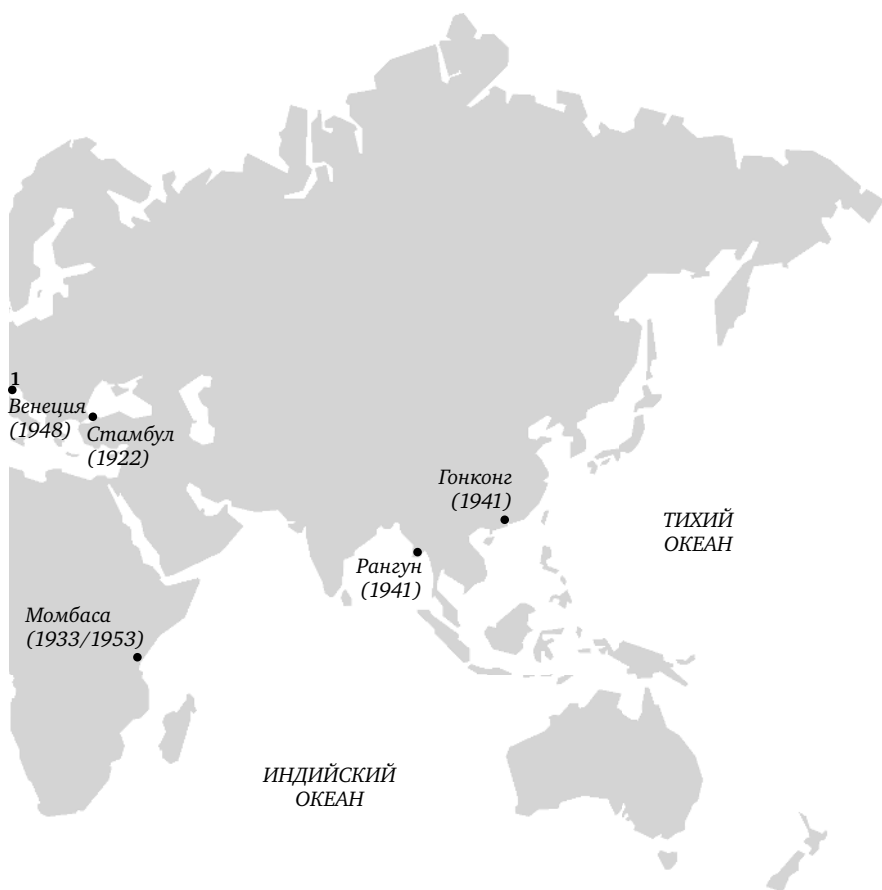 1
Венеция
(1948)
Стамбул
(1922)
Гонконг
(1941)
ТИХИЙ
ОКЕАН
Рангун
(1941)
Момбаса
(1933/1953)
ИНДИЙСКИЙ
ОКЕАН